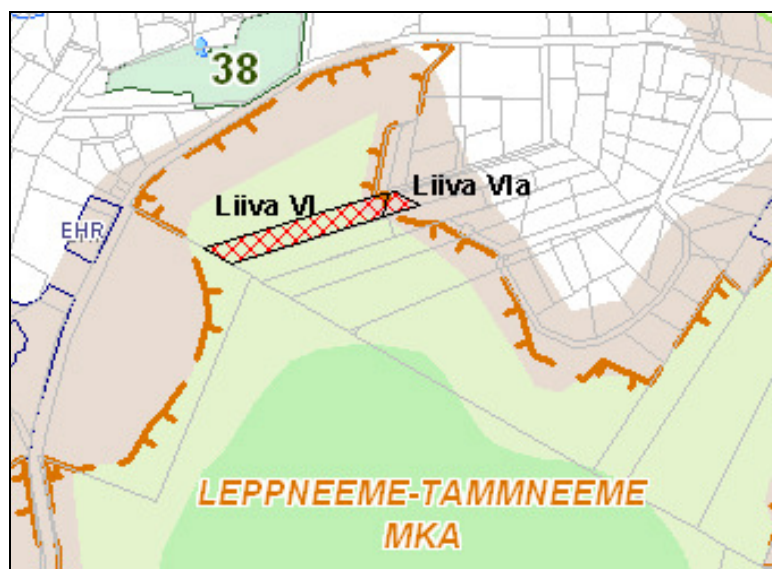 38
Liiva VIa
Liiva VI
EHR
LEPPNEEME-TAMMNEEME
MKA